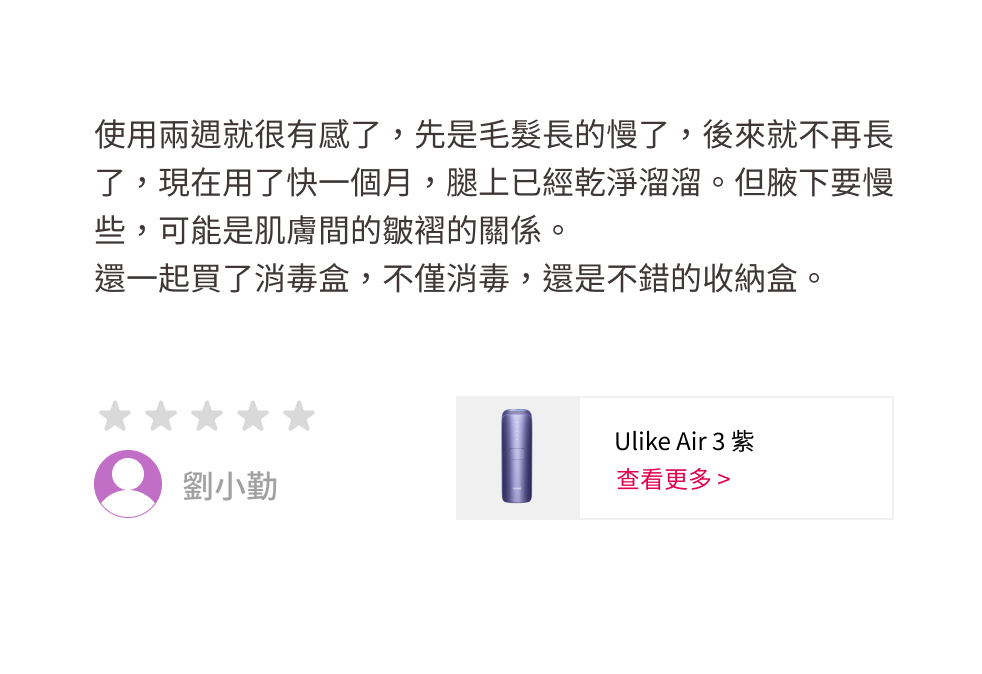 使用兩週就很有感了，先是毛髮長的慢了，後來就不再長
了，現在用了快一個月，腿上已經乾淨溜溜。但腋下要慢
些，可能是肌膚間的皺褶的關係。
還一起買了消毒盒，不僅消毒，還是不錯的收納盒。
劉小勤
Ulike Air 3 紫
查看更多 >